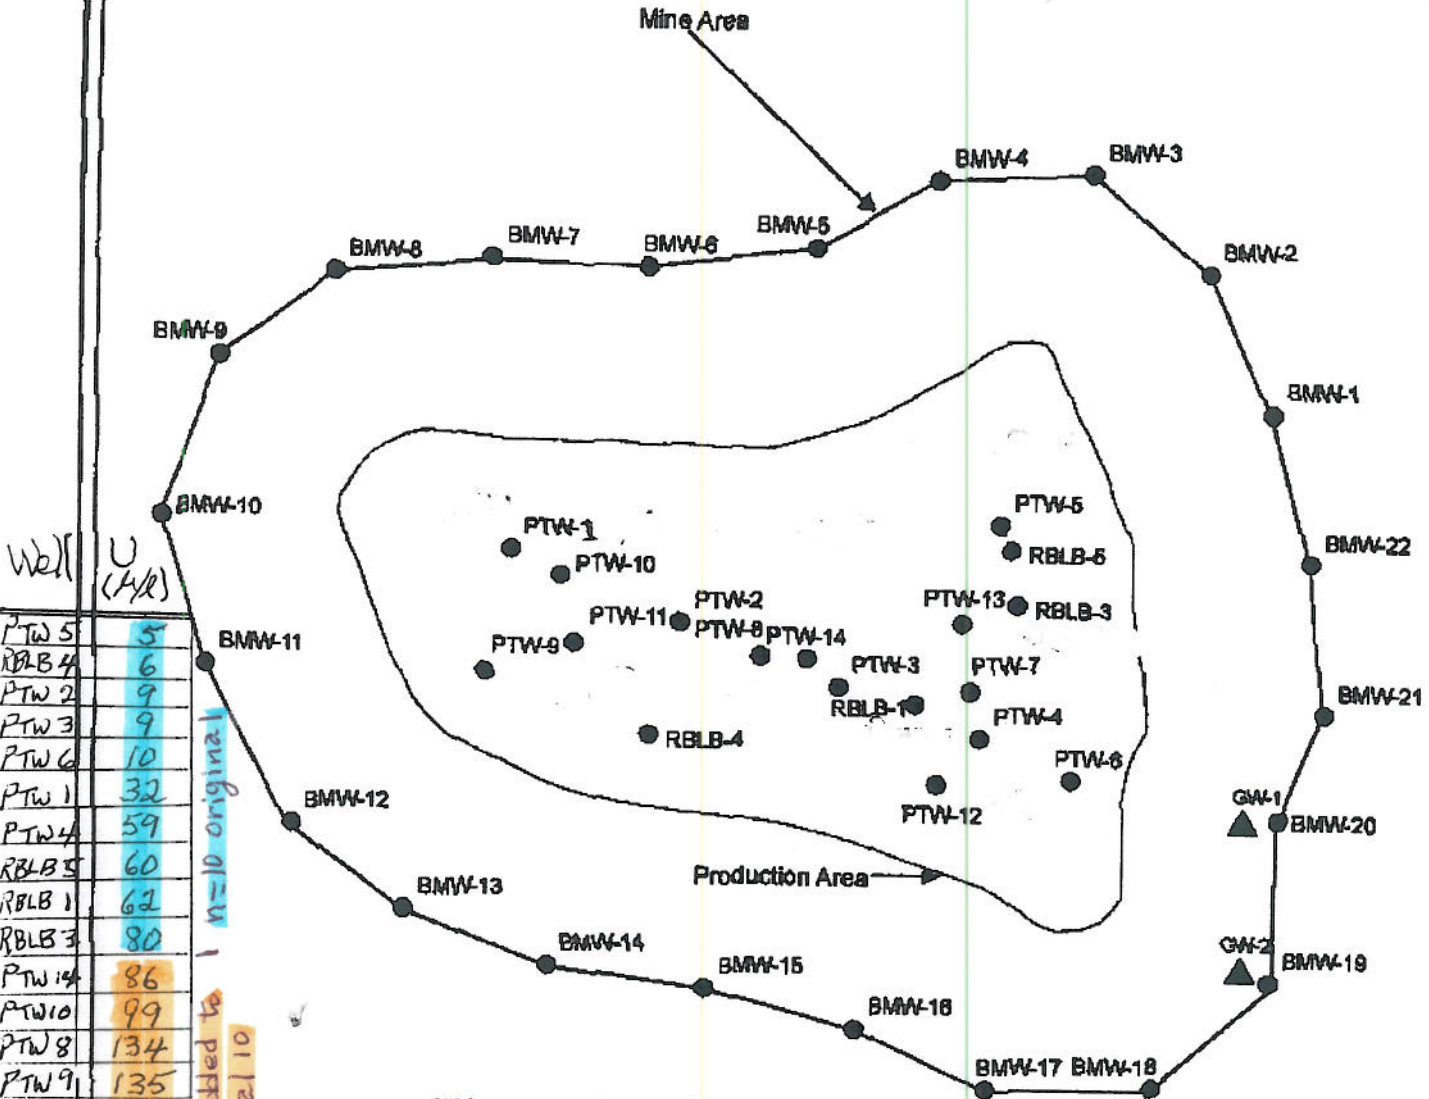 Mine Area
BMW-4
BMW-3
BMW-5
BMW-2
BMW-8
BMW-7
BMW-6
BMW-9
BMW-1
BMW-10
PTW-1
PTW-5
PTW-10
RBLB-5
BMW-22
PTW-2
PTW-11
PTW-8
PTW-14
PTW-13
RBLB-3
BMW-11
PTW-9
PTW-3
PTW-7
RBLB-1
PTW-4
BMW-21
RBLB-4
PTW-6
BMW-12
PTW-12
GW-1
BMW-20
Production Area
BMW-13
BMW-14
BMW-15
GW-2
BMW-19
BMW-16
BMW-17 BMW-18
Well U
PTW 5 5
RBLB 4 6
PTW 2 9
PTW 3 9
PTW 6 10
PTW 1 32
PTW 4 59
RBLB 5 60
RBLB 1 62
RBLB 3 80
PTW 14 86
PTW 10 99
PTW 8 134
PTW 9 135
n=10 original
to
10